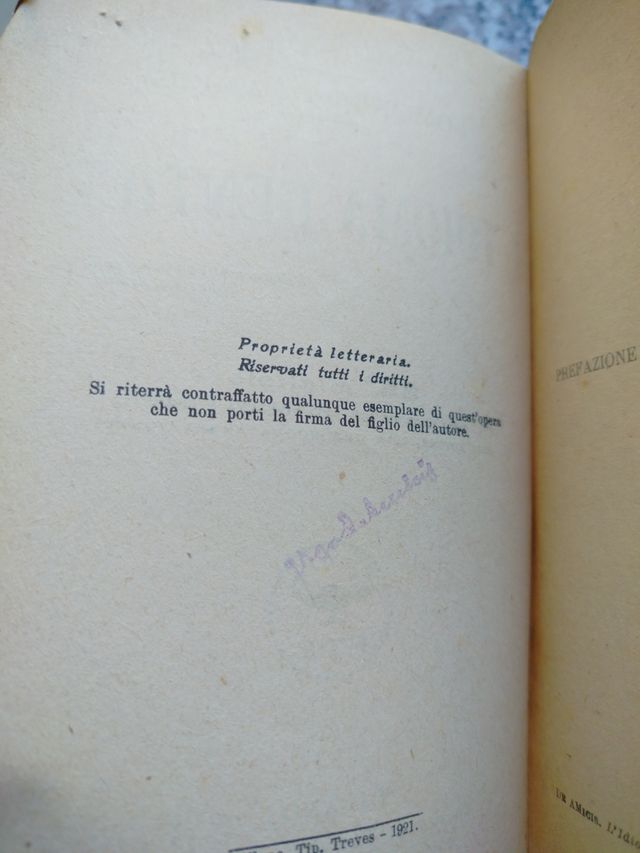 Proprietà letteraria.
Riservati tutti i diritti.
Si riterrà contraffatto qualunque esemplare di quest'opera
che non porti la firma del figlio dell'autore.
Tip. Treves - 1921.
PREFAZIONE
DE AMICIS. L'Idio